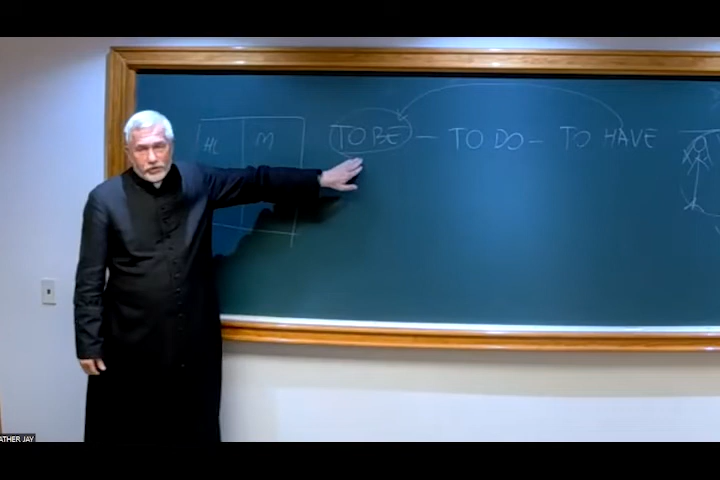 HL M
TO BE — TO DO — TO HAVE
ATHER JAY